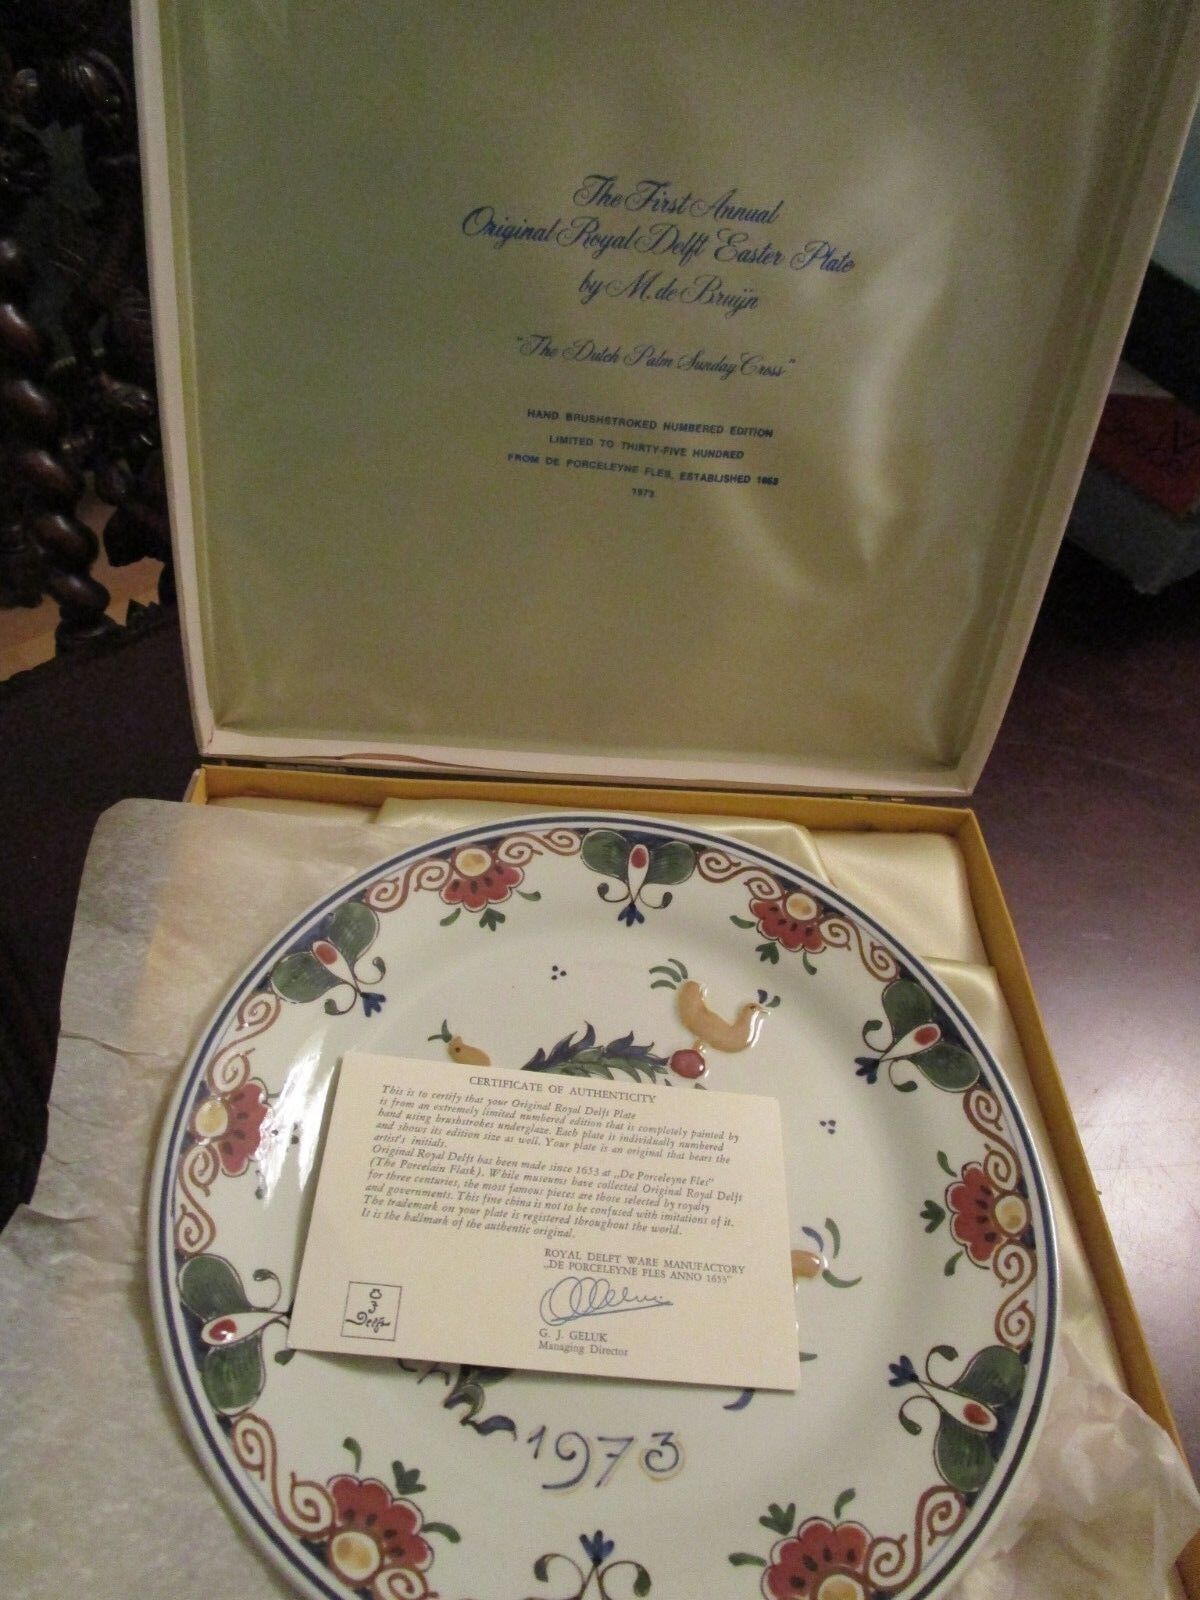 The First Annual
Original Royal Delft Easter Plate
by M. de Bruijn
"The Dutch Palm Sunday Cross"
HAND BRUSHSTROKED NUMBERED EDITION
LIMITED TO THIRTY-FIVE HUNDRED
FROM DE PORCELEYNE FLES, ESTABLISHED 1653
1973
CERTIFICATE OF AUTHENTICITY
This is to certify that your Original Royal Delft Plate
is from an extremely limited numbered edition that is completely painted by
hand using brushstrokes underglaze. Each plate is individually numbered
and shows its edition size as well. Your plate is an original that bears the
artist's initials.
Original Royal Delft has been made since 1653 at „De Porceleyne Fles"
(The Porcelain Flask). While museums have collected Original Royal Delft
for three centuries, the most famous pieces are those selected by royalty
and governments. This fine china is not to be confused with imitations of it.
The trademark on your plate is registered throughout the world.
It is the hallmark of the authentic original.
ROYAL DELFT WARE MANUFACTORY
„DE PORCELEYNE FLES ANNO 1653"
G. J. GELUK
Managing Director
Delft
1973